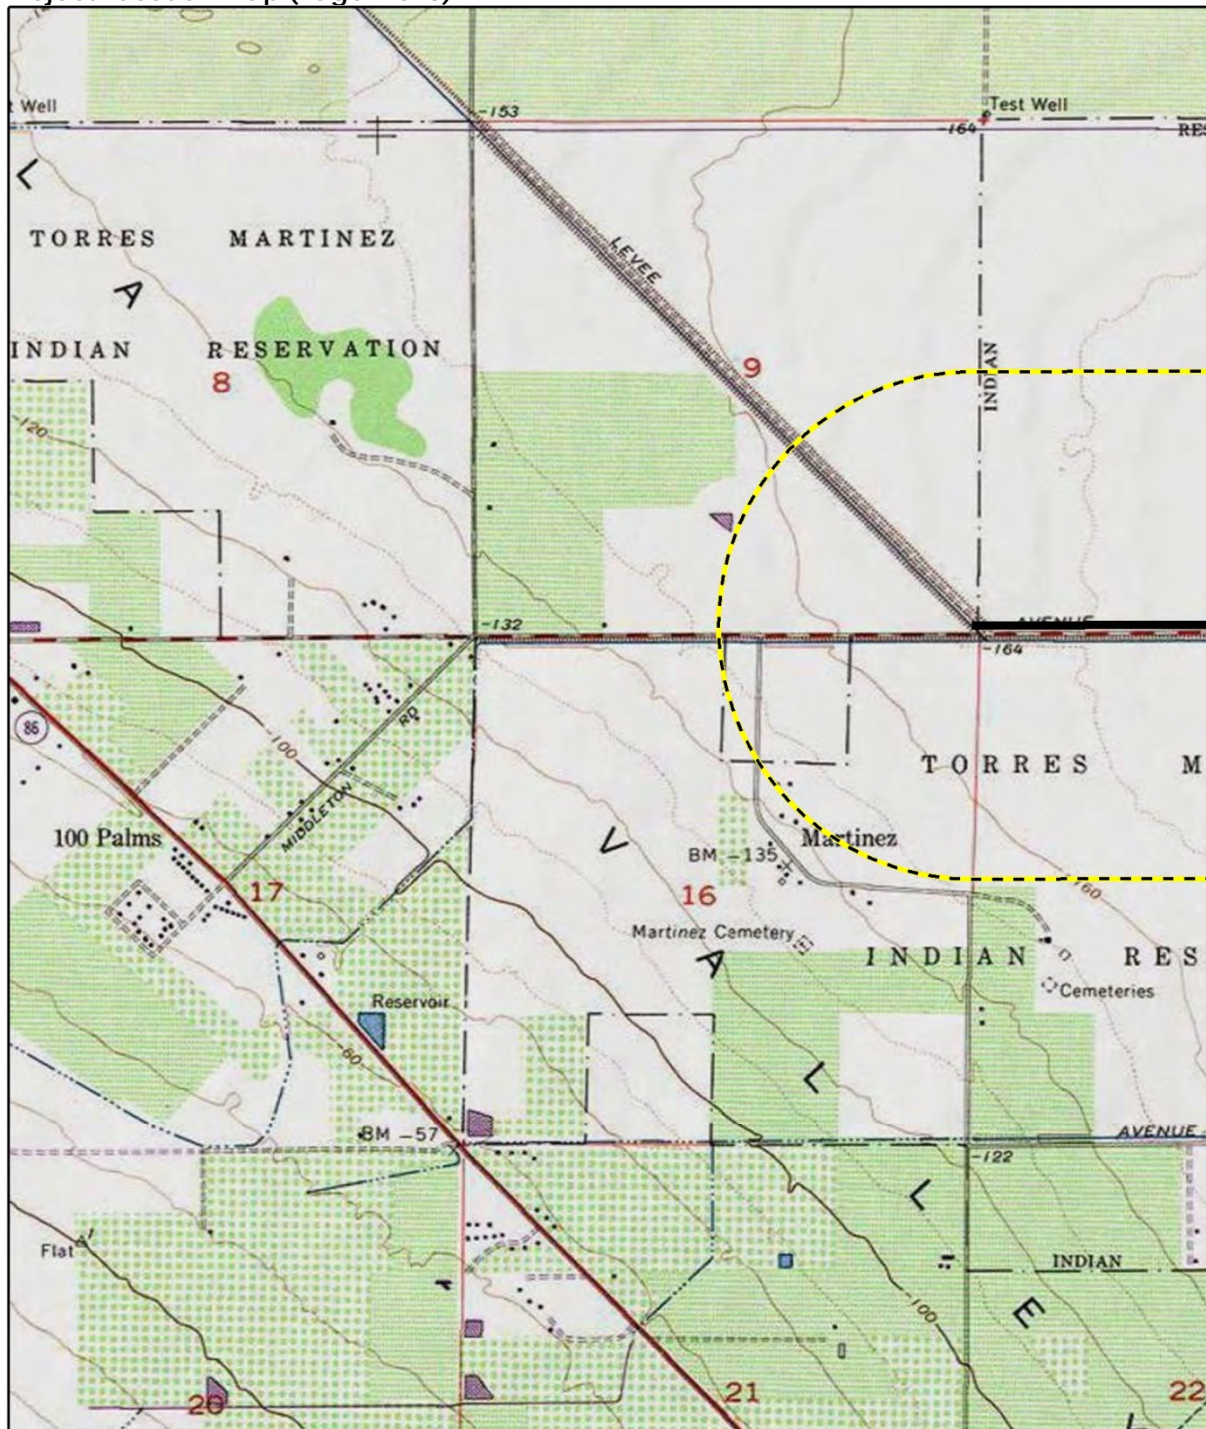 Well
Test Well
-153
-164
L
TORRES MARTINEZ
LEVEE
A
INDIAN RESERVATION
INDIAN
8
9
-120
-132
AVENUE
-164
86
RD
-100
TORRES M
MIDDLETON
100 Palms
V
Martinez
BM -135
17
16
-160
Martinez Cemetery
A
INDIAN RES
Cemeteries
Reservoir
-60
L
BM -57
AVENUE
-122
L
Flat
INDIAN
E
-100
20
21
22